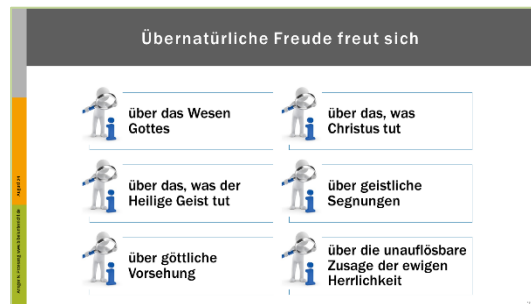 Übernatürliche Freude freut sich
über das Wesen
Gottes
über das, was
Christus tut
über das, was der
Heilige Geist tut
über geistliche
Segnungen
über göttliche
Vorsehung
über die unauflösbare
Zusage der ewigen
Herrlichkeit